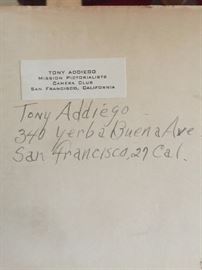 TONY ADDIEGO
MISSION PICTORIALISTS
CAMERA CLUB
SAN FRANCISCO, CALIFORNIA
Tony Addiego
340 Yerba Buena Ave
San Francisco, 27 Cal.